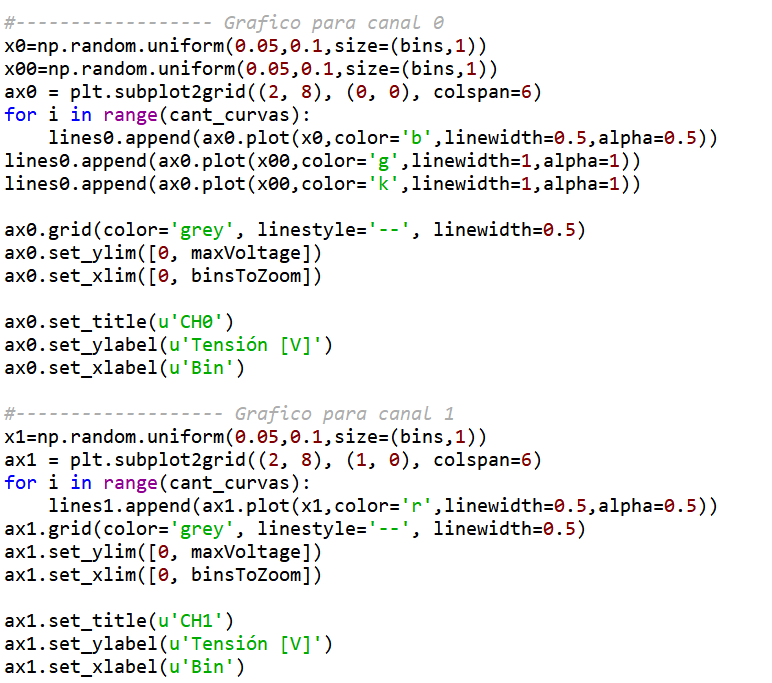 #------------------ Grafico para canal 0
x0=np.random.uniform(0.05,0.1,size=(bins,1))
x00=np.random.uniform(0.05,0.1,size=(bins,1))
ax0 = plt.subplot2grid((2, 8), (0, 0), colspan=6)
for i in range(cant_curvas):
    lines0.append(ax0.plot(x0,color='b',linewidth=0.5,alpha=0.5))
lines0.append(ax0.plot(x00,color='g',linewidth=1,alpha=1))
lines0.append(ax0.plot(x00,color='k',linewidth=1,alpha=1))
ax0.grid(color='grey', linestyle='--', linewidth=0.5)
ax0.set_ylim([0, maxVoltage])
ax0.set_xlim([0, binsToZoom])
ax0.set_title(u'CH0')
ax0.set_ylabel(u'Tensión [V]')
ax0.set_xlabel(u'Bin')
#------------------- Grafico para canal 1
x1=np.random.uniform(0.05,0.1,size=(bins,1))
ax1 = plt.subplot2grid((2, 8), (1, 0), colspan=6)
for i in range(cant_curvas):
    lines1.append(ax1.plot(x1,color='r',linewidth=0.5,alpha=0.5))
ax1.grid(color='grey', linestyle='--', linewidth=0.5)
ax1.set_ylim([0, maxVoltage])
ax1.set_xlim([0, binsToZoom])
ax1.set_title(u'CH1')
ax1.set_ylabel(u'Tensión [V]')
ax1.set_xlabel(u'Bin')